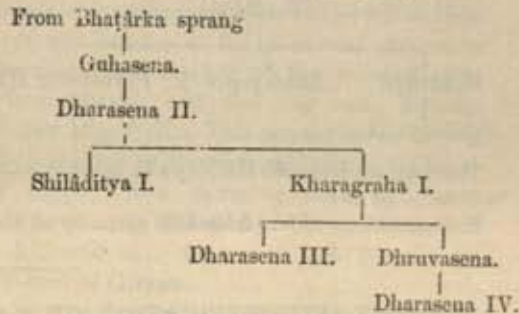 From Bhaṭârka sprang
Guhasena.
Dharasena II.
Shilâditya I. Kharagraha I.
Dharasena III. Dhruvasena.
Dharasena IV.